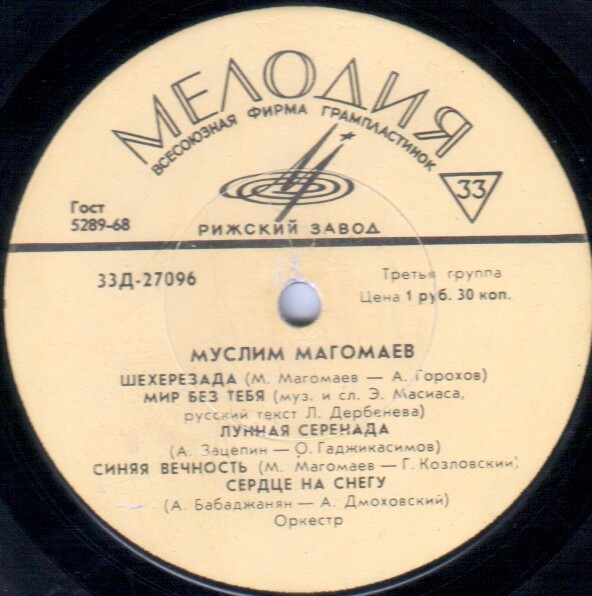 МЕЛОДИЯ
ВСЕСОЮЗНАЯ ФИРМА ГРАМПЛАСТИНОК
33
Гост
5289-68
РИЖСКИЙ ЗАВОД
33Д-27096
Третья группа
Цена 1 руб. 30 коп.
МУСЛИМ МАГОМАЕВ
ШЕХЕРЕЗАДА (М. Магомаев — А. Горохов)
МИР БЕЗ ТЕБЯ (муз. и сл. Э. Масиаса,
русский текст Л. Дербенева)
ЛУННАЯ СЕРЕНАДА
(А. Зацепин — О. Гаджикасимов)
СИНЯЯ ВЕЧНОСТЬ (М. Магомаев — Г. Козловский)
СЕРДЦЕ НА СНЕГУ
(А. Бабаджанян — А. Дмоховский)
Оркестр